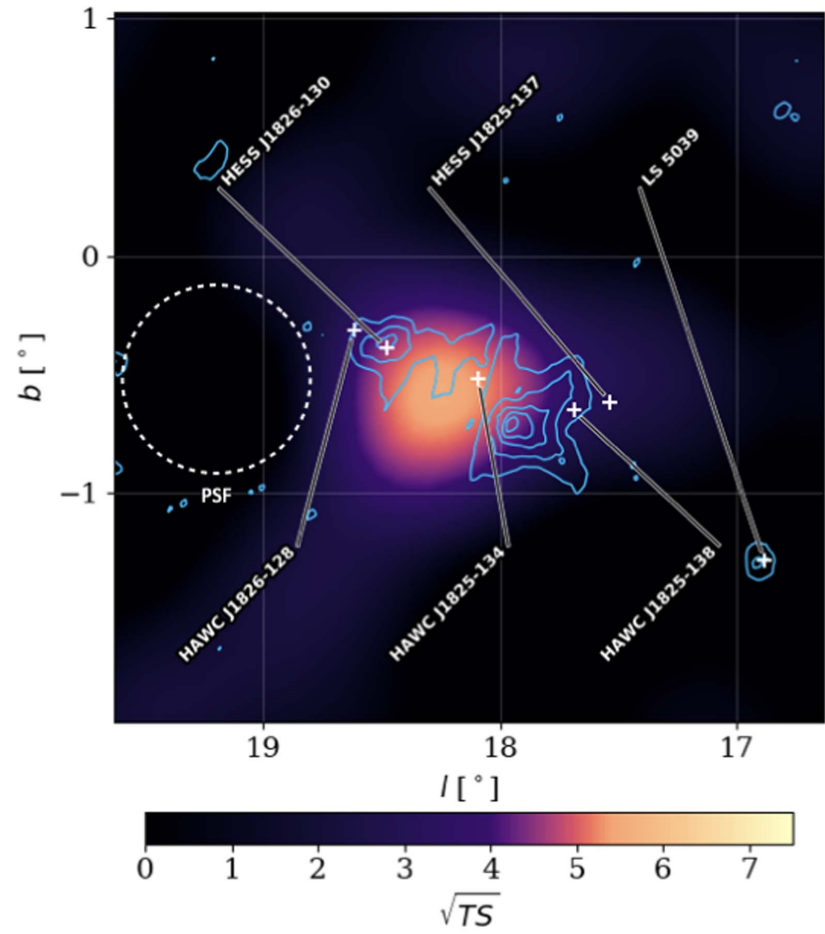 1
HESS J1826-130
HESS J1825-137
LS 5039
0
b [°]
PSF
−1
HAWC J1826-128
HAWC J1825-134
HAWC J1825-138
19 18 17
l [°]
0 1 2 3 4 5 6 7
√TS